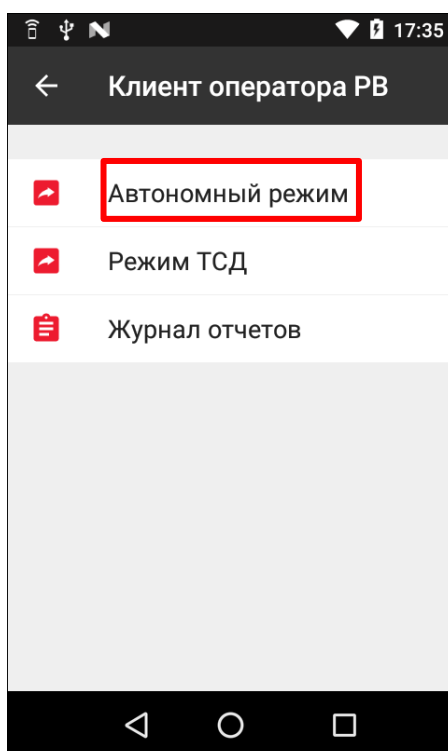 17:35
Клиент оператора РВ
Автономный режим
Режим ТСД
Журнал отчетов